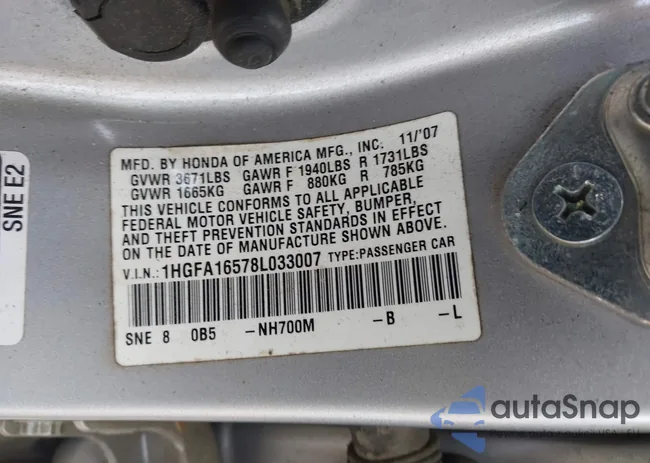 MFD. BY HONDA OF AMERICA MFG., INC. 11/'07
GVWR 3671LBS GAWR F 1940LBS R 1731LBS
GVWR 1665KG GAWR F 880KG R 785KG
THIS VEHICLE CONFORMS TO ALL APPLICABLE
FEDERAL MOTOR VEHICLE SAFETY, BUMPER,
AND THEFT PREVENTION STANDARDS IN EFFECT
ON THE DATE OF MANUFACTURE SHOWN ABOVE.
V.I.N.: 1HGFA16578L033007 TYPE:PASSENGER CAR
SNE 8 0B5 -NH700M -B -L
SNE E2
autoSnap